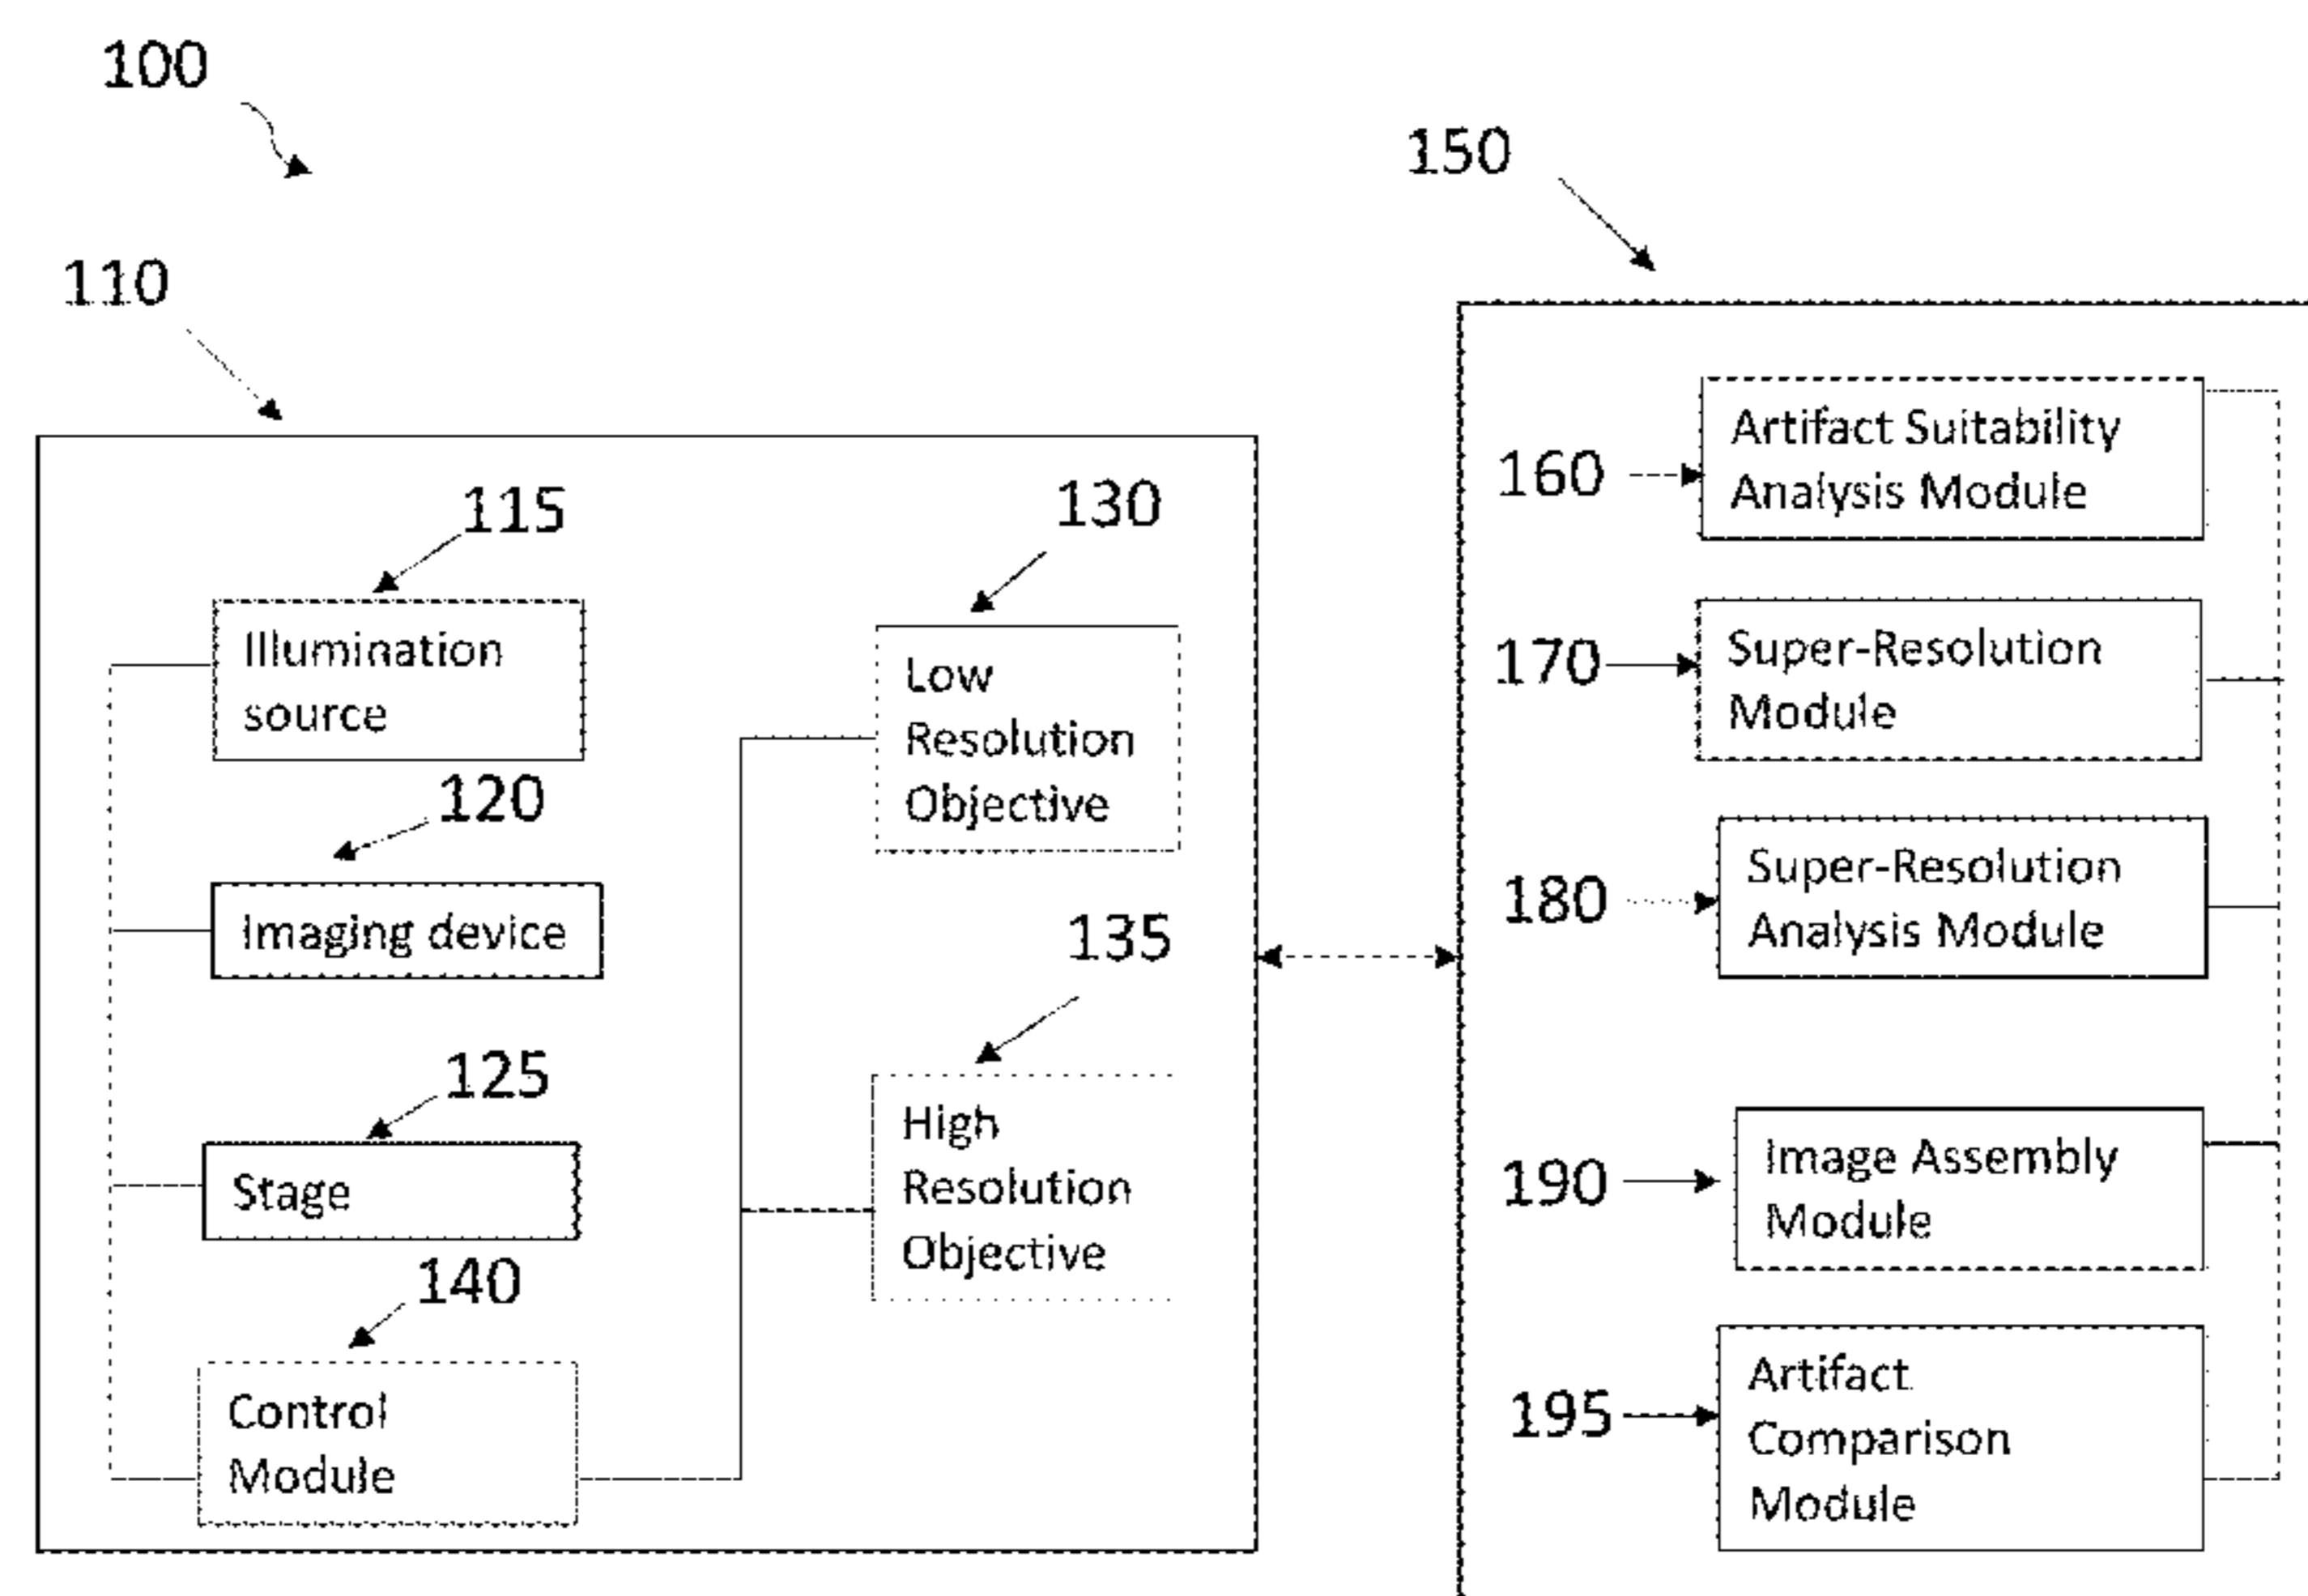 100
150
110
115
Illumination
source
120
Imaging device
125
Stage
140
Control
Module
130
Low
Resolution
Objective
135
High
Resolution
Objective
160
Artifact Suitability
Analysis Module
170
Super-Resolution
Module
180
Super-Resolution
Analysis Module
190
Image Assembly
Module
195
Artifact
Comparison
Module